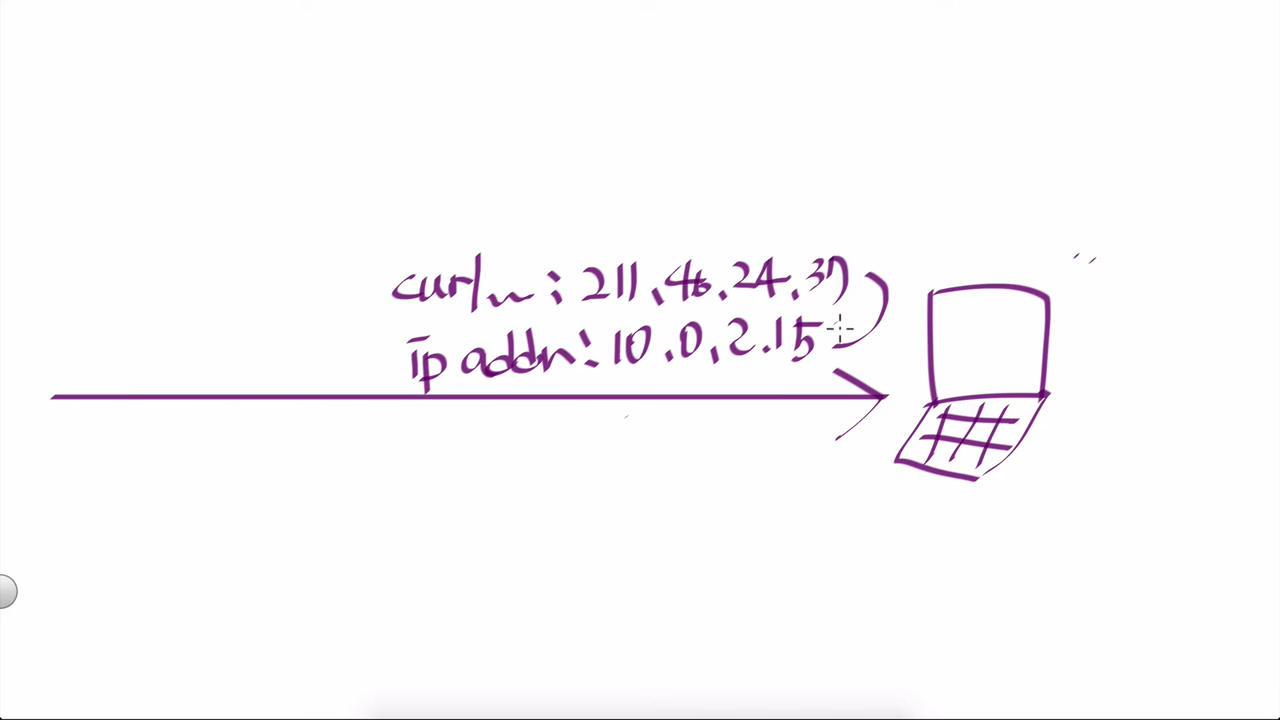 curl ~ : 211.46.24.37
ip addr : 10.0.2.15